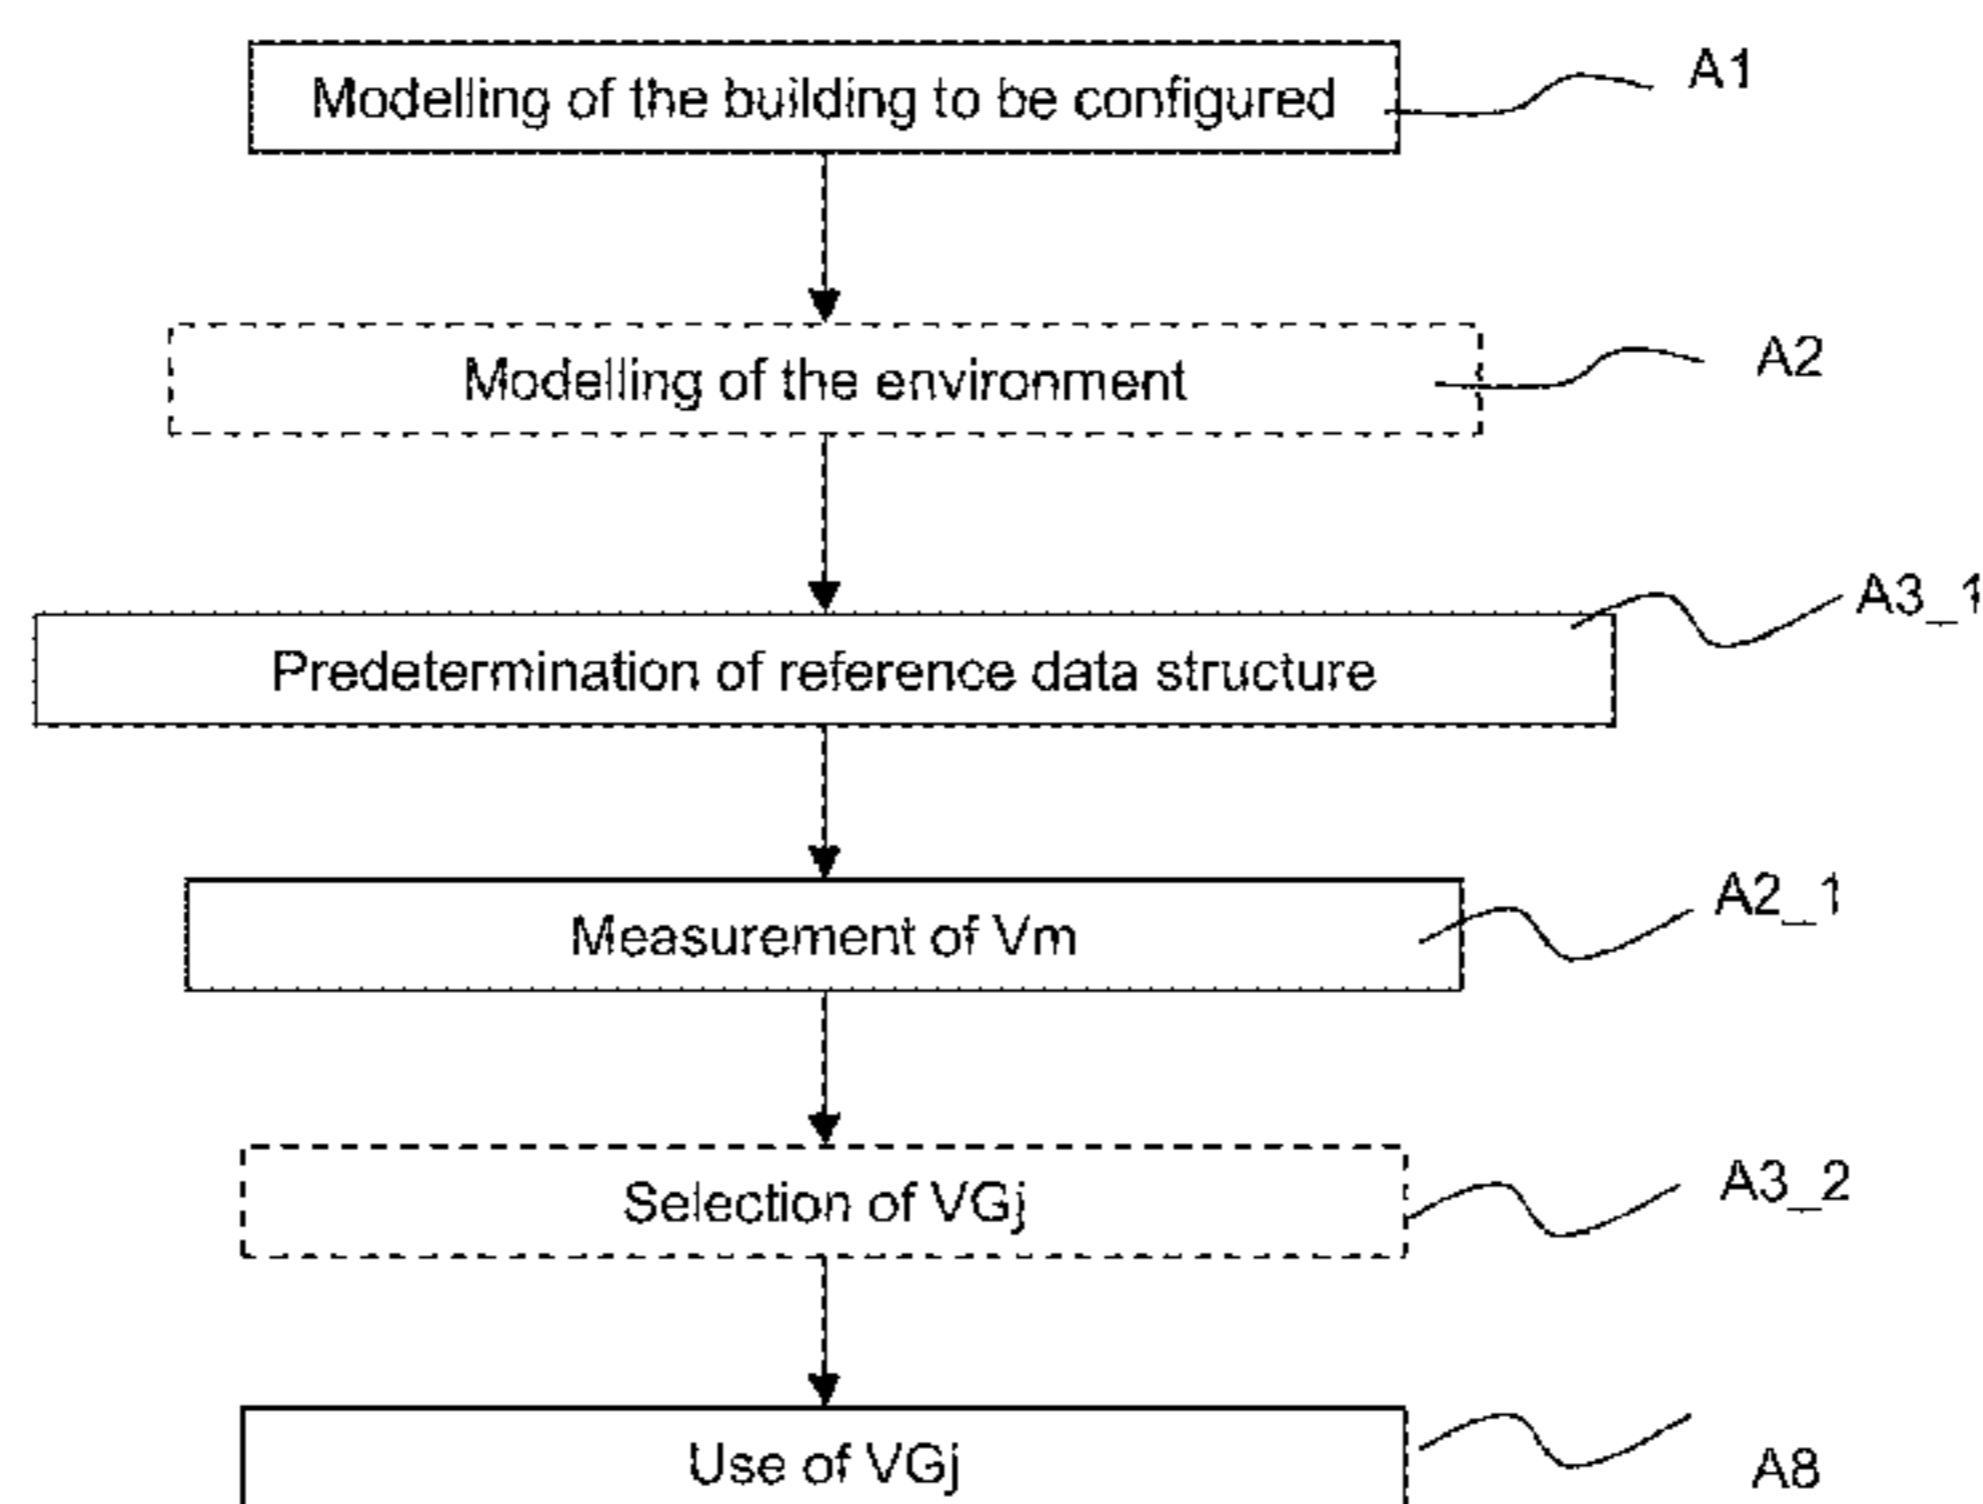 Modelling of the building to be configured
A1
Modelling of the environment
A2
Predetermination of reference data structure
A3_1
Measurement of Vm
A2_1
Selection of VGj
A3_2
Use of VGj
A8